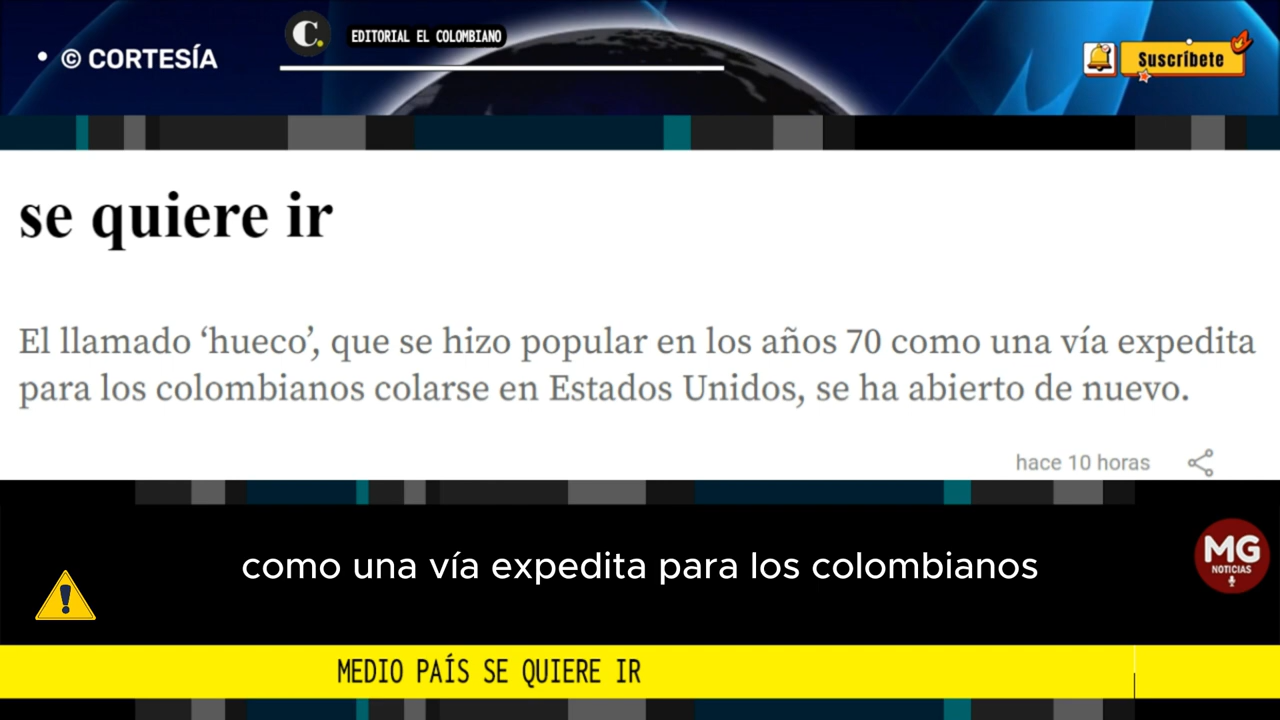 • © CORTESÍA
C.
EDITORIAL EL COLOMBIANO
Suscríbete
se quiere ir
El llamado ‘hueco’, que se hizo popular en los años 70 como una vía expedita
para los colombianos colarse en Estados Unidos, se ha abierto de nuevo.
hace 10 horas
como una vía expedita para los colombianos
MG
NOTICIAS
MEDIO PAÍS SE QUIERE IR